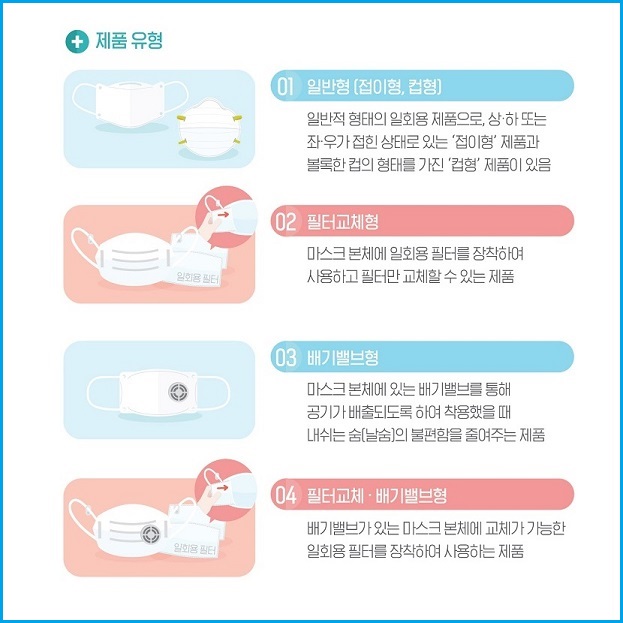 제품 유형
01 일반형 (접이형, 컵형)
일반적 형태의 일회용 제품으로, 상·하 또는
좌·우가 접힌 상태로 있는 '접이형' 제품과
볼록한 컵의 형태를 가진 '컵형' 제품이 있음
일회용 필터
02 필터교체형
마스크 본체에 일회용 필터를 장착하여
사용하고 필터만 교체할 수 있는 제품
03 배기밸브형
마스크 본체에 있는 배기밸브를 통해
공기가 배출되도록 하여 착용했을 때
내쉬는 숨(날숨)의 불편함을 줄여주는 제품
일회용 필터
04 필터교체 · 배기밸브형
배기밸브가 있는 마스크 본체에 교체가 가능한
일회용 필터를 장착하여 사용하는 제품